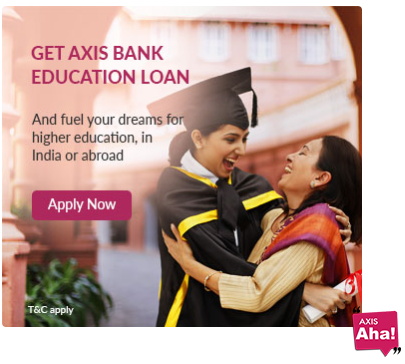 GET AXIS BANK
EDUCATION LOAN
And fuel your dreams for
higher education, in
India or abroad
Apply Now
T&C apply
“
AXIS
Aha!
”